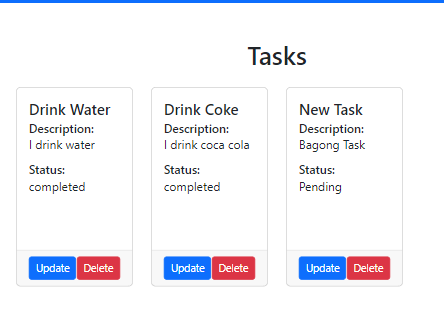 Tasks
Drink Water
Description:
I drink water
Status:
completed
Update Delete
Drink Coke
Description:
I drink coca cola
Status:
completed
Update Delete
New Task
Description:
Bagong Task
Status:
Pending
Update Delete